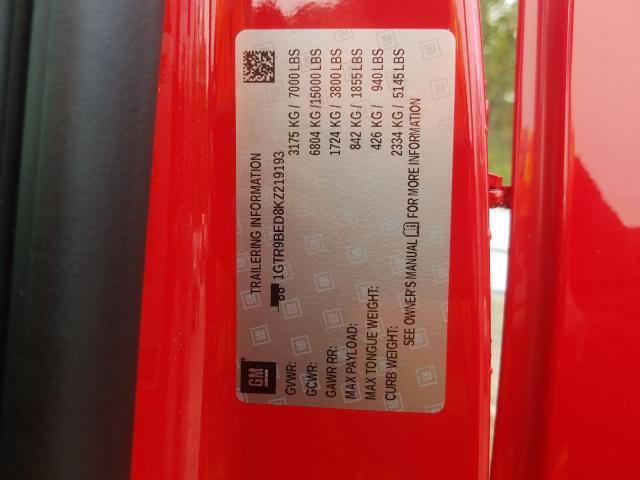 GM
TRAILERING INFORMATION
86 1GTR9BED8KZ219193
GVWR: 3175 KG / 7000 LBS
GCWR: 6804 KG /15000 LBS
GAWR RR: 1724 KG / 3800 LBS
MAX PAYLOAD: 842 KG / 1855 LBS
MAX TONGUE WEIGHT: 426 KG / 940 LBS
CURB WEIGHT: 2334 KG / 5145 LBS
SEE OWNER'S MANUAL FOR MORE INFORMATION